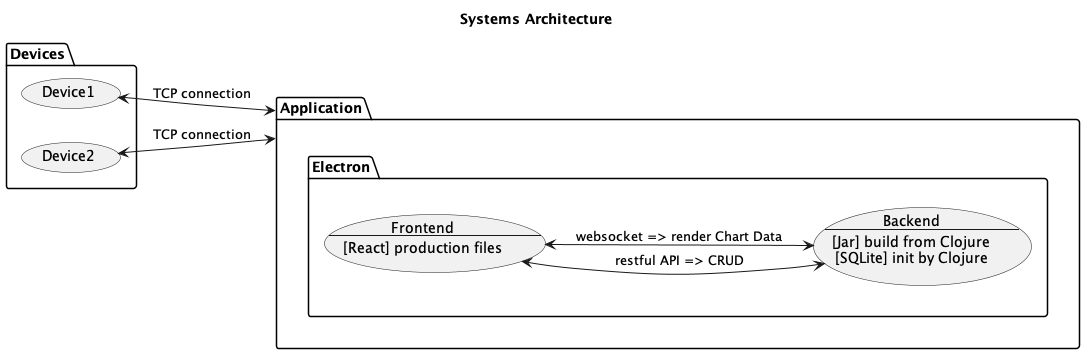 Systems Architecture
Devices
Device1
Device2
TCP connection
TCP connection
Application
Electron
Frontend
[React] production files
websocket => render Chart Data
restful API => CRUD
Backend
[Jar] build from Clojure
[SQLite] init by Clojure